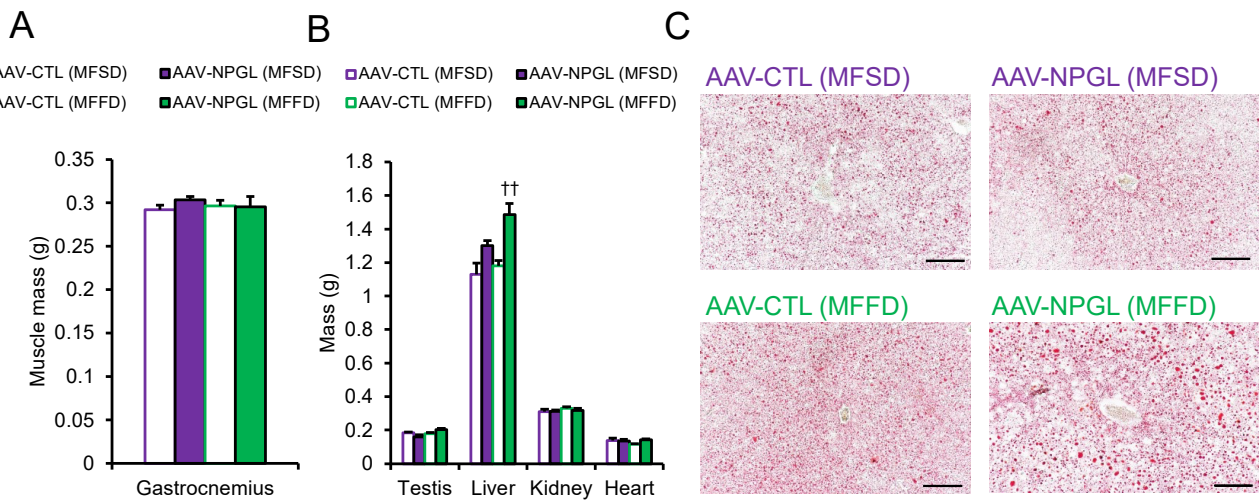 A
B
C
AAV-CTL (MFSD) AAV-NPGL (MFSD)
AAV-CTL (MFFD) AAV-NPGL (MFFD)
0.35
0.3
0.25
0.2
0.15
0.1
0.05
0
Muscle mass (g)
Gastrocnemius
AAV-CTL (MFSD) AAV-NPGL (MFSD)
AAV-CTL (MFFD) AAV-NPGL (MFFD)
1.8
1.6
1.4
1.2
1
0.8
0.6
0.4
0.2
0
Mass (g)
††
Testis Liver Kidney Heart
AAV-CTL (MFSD) AAV-NPGL (MFSD)
AAV-CTL (MFFD) AAV-NPGL (MFFD)